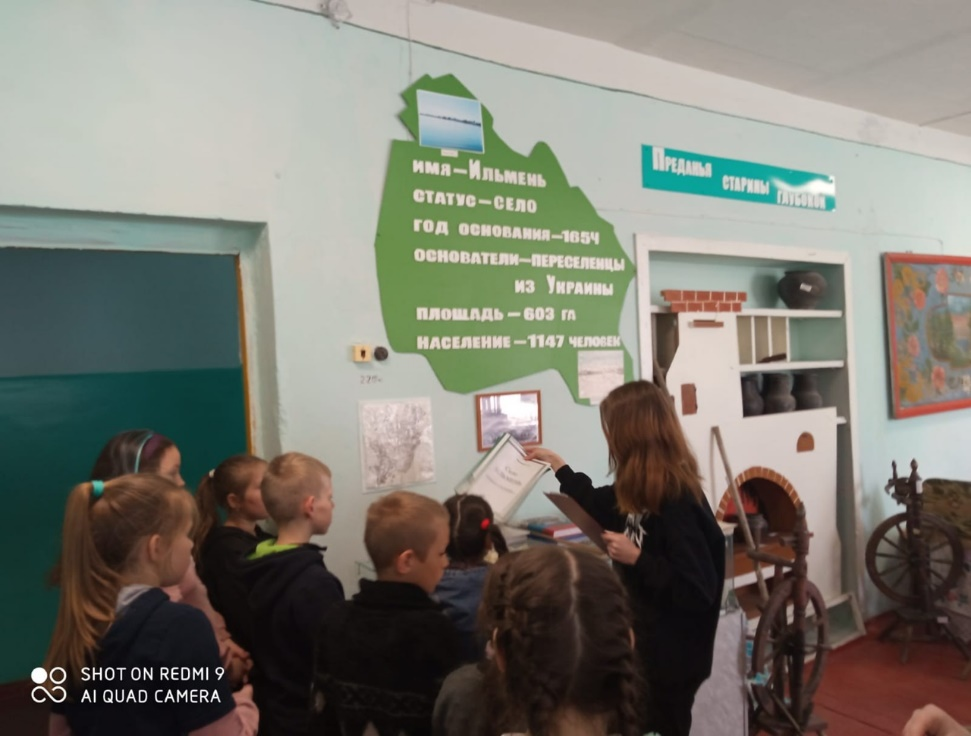 имя – Ильмень
статус – село
год основания – 1654
основатели – переселенцы
из Украины
площадь – 603 га
население – 1147 человек
Преданья
старины
глубокой
SHOT ON REDMI 9
AI QUAD CAMERA